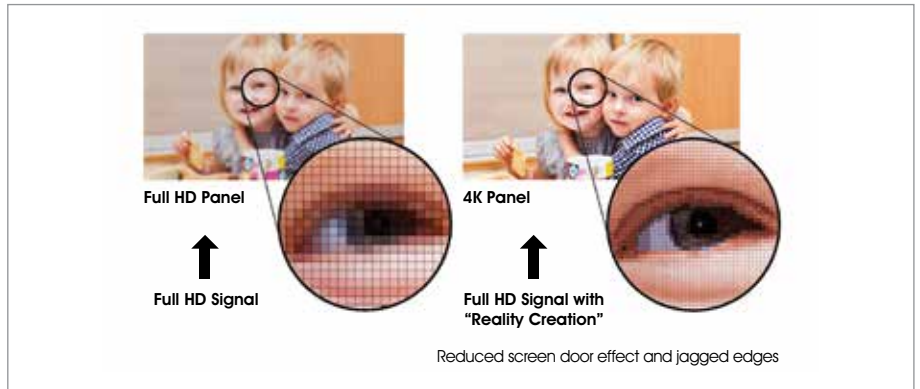 Full HD Panel
Full HD Signal
4K Panel
Full HD Signal with
“Reality Creation”
Reduced screen door effect and jagged edges